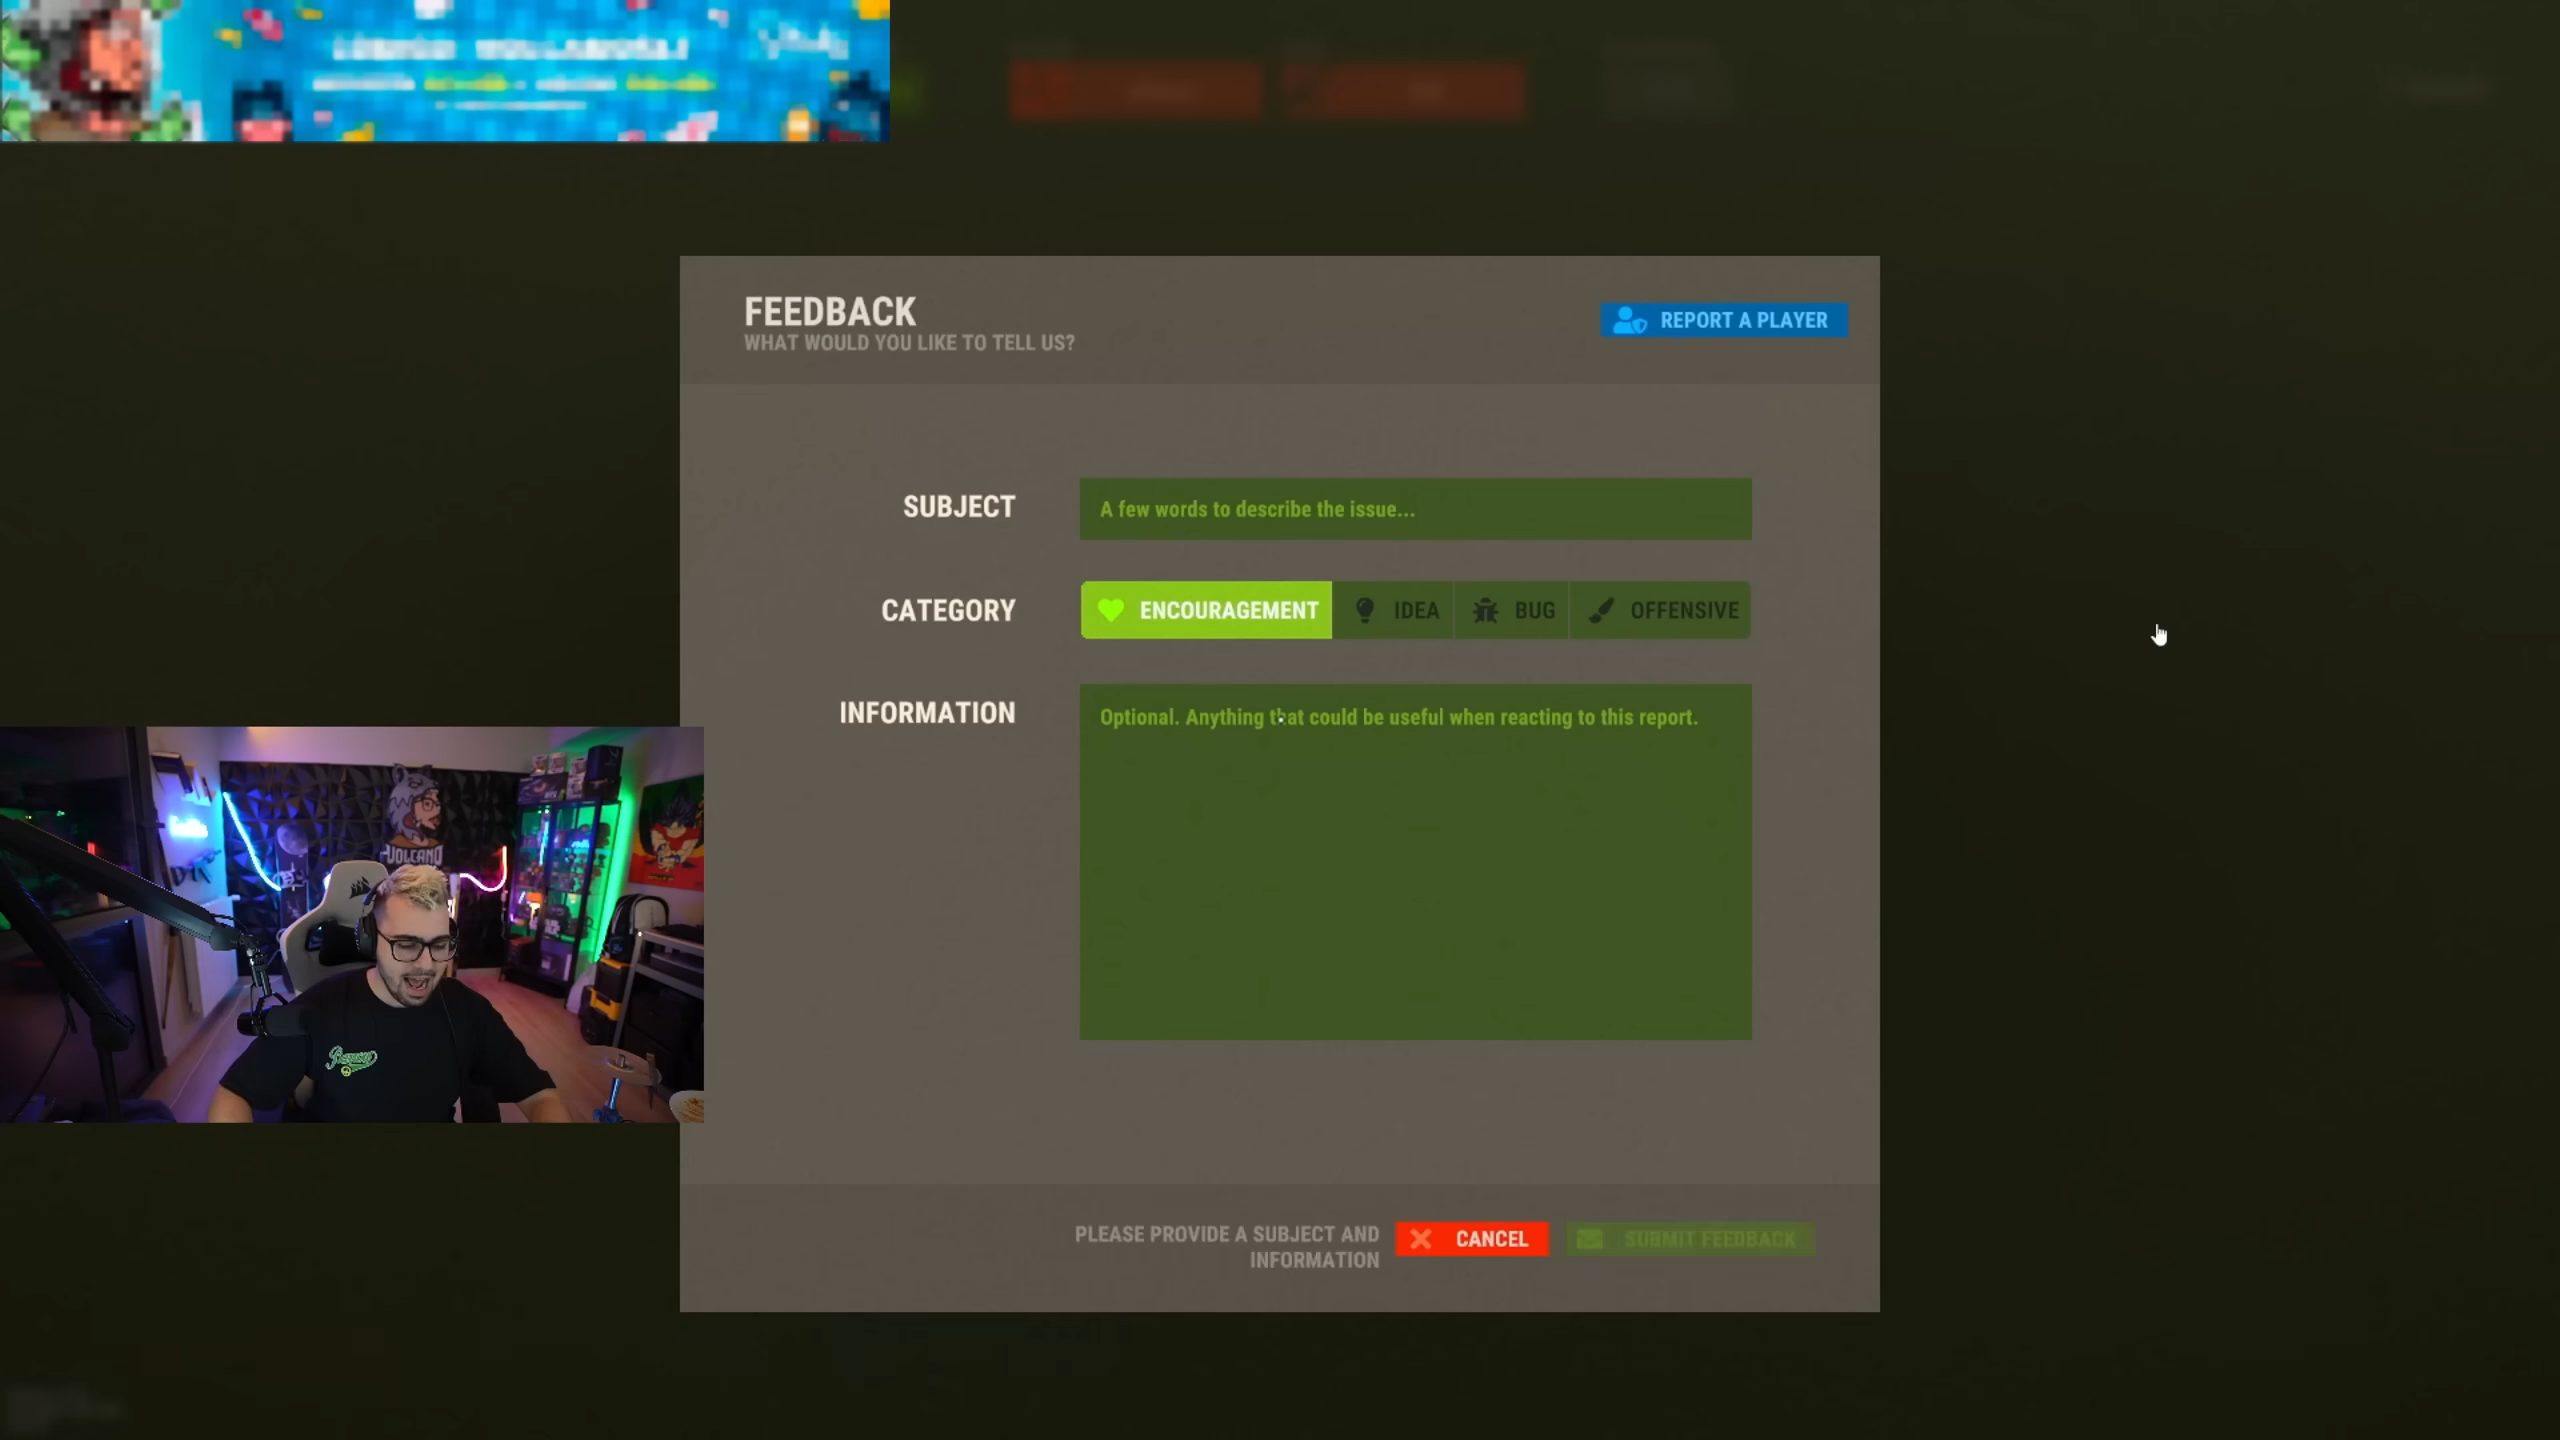 FEEDBACK
WHAT WOULD YOU LIKE TO TELL US?
REPORT A PLAYER
SUBJECT
A few words to describe the issue...
CATEGORY
ENCOURAGEMENT
IDEA
BUG
OFFENSIVE
INFORMATION
Optional. Anything that could be useful when reacting to this report.
VOLCANO
PLEASE PROVIDE A SUBJECT AND
INFORMATION
CANCEL
SUBMIT FEEDBACK